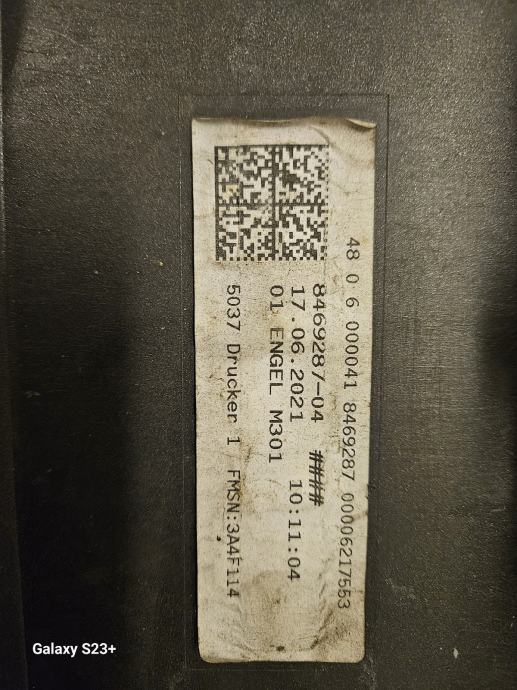 48 0 6 000041 8469287 00006217553
8469287-04 ####
17.06.2021 10:11:04
01 ENGEL M301
5037 Drucker 1 FMSN:3A4F114
Galaxy S23+